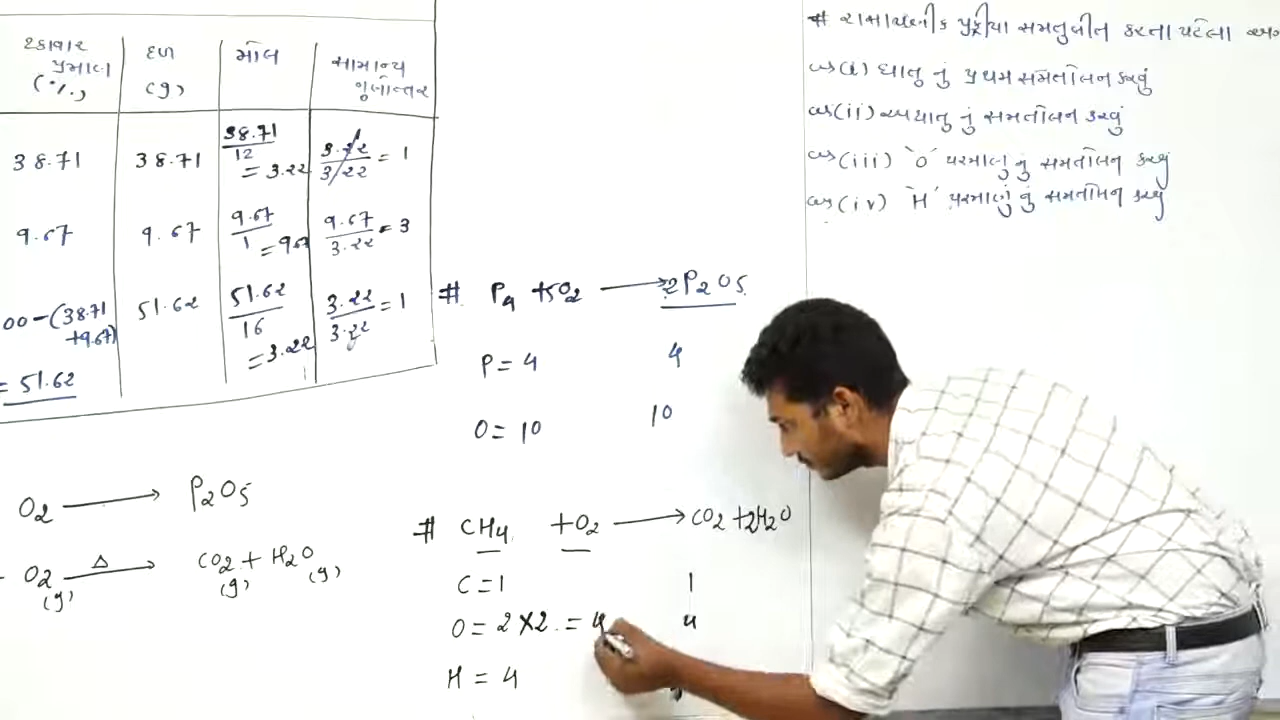 ટકાવાર પ્રમાણ (%) દળ (g) મોલ સામાન્ય ગુણોત્તર
38.71 38.71 38.71/12 = 3.22 3.22/3.22 = 1
9.67 9.67 9.67/1 = 9.67 9.67/3.22 = 3
00-(38.71+9.67) 51.62 51.62/16 = 3.22 3.22/3.22 = 1
= 51.62
O2 → P2O5
O2 (g) —Δ→ CO2 (g) + H2O (g)
# P4 + 5O2 → 2P2O5
P = 4 4
O = 10 10
# CH4 + O2 → CO2 + 2H2O
C = 1 1
O = 2 × 2 = 4 4
H = 4
# સમતુલીત કરતા પહેલા
(i) ધાતુ નું પ્રથમ સમતોલન કરવું
(ii) અધાતુ નું સમતોલન કરવું
(iii) 'O' પરમાણુ નું સમતોલન કરવું
(iv) 'H' પરમાણું નું સમતોલન કરવું